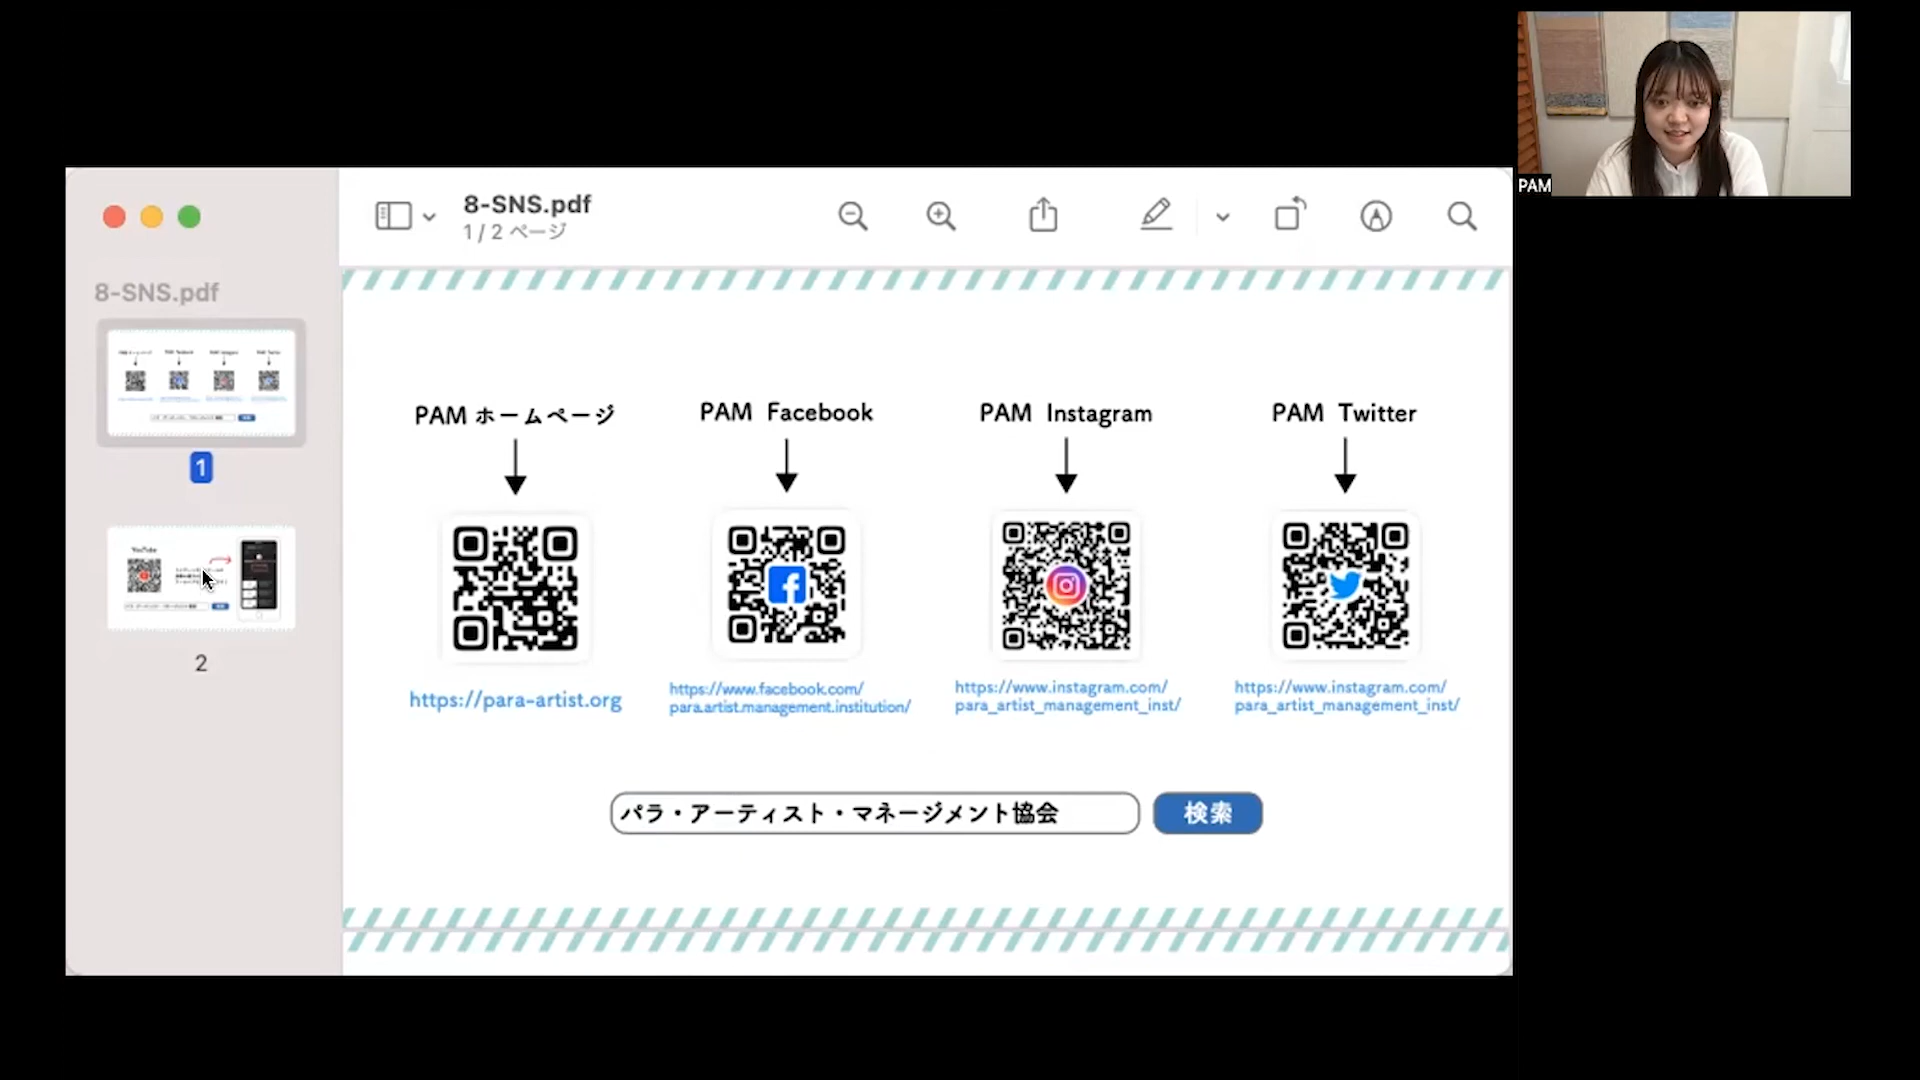 PAM
8-SNS.pdf
1 / 2 ページ
8-SNS.pdf
1
YouTube
2
PAM ホームページ
PAM Facebook
PAM Instagram
PAM Twitter
https://para-artist.org
https://www.facebook.com/
para.artist.management.institution/
https://www.instagram.com/
para_artist_management_inst/
https://www.instagram.com/
para_artist_management_inst/
パラ・アーティスト・マネージメント協会
検索